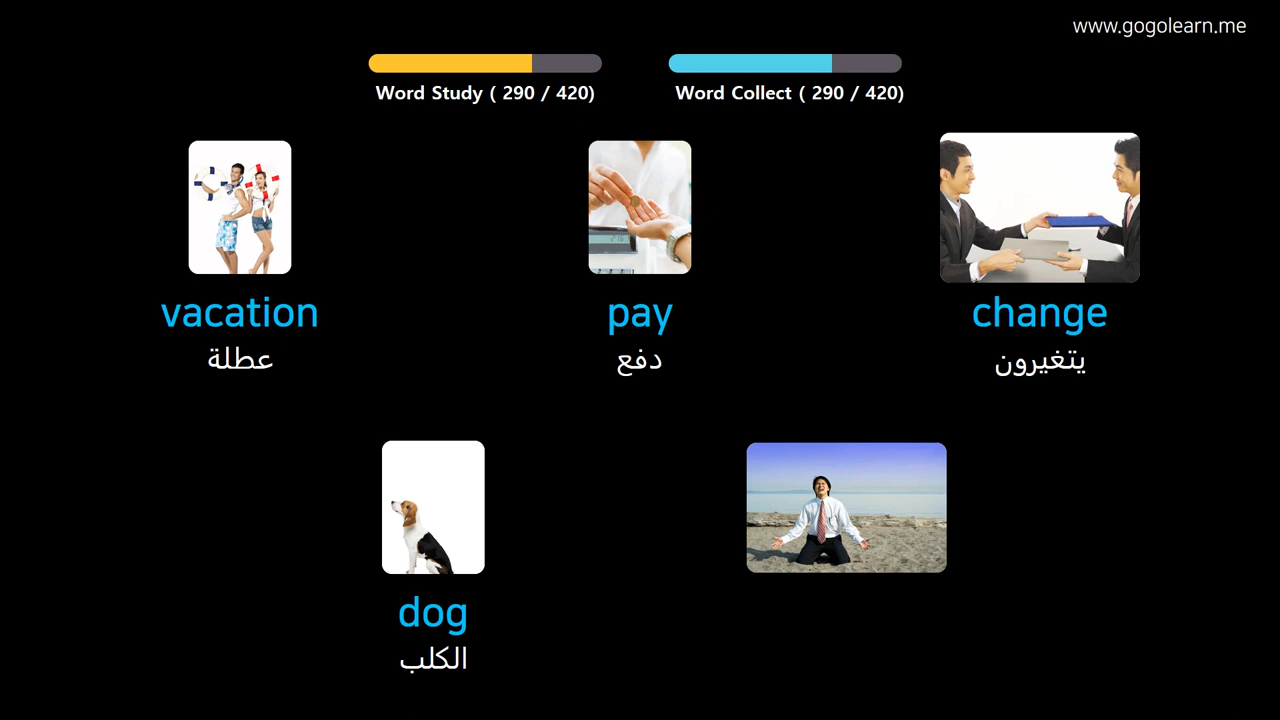 www.gogolearn.me
Word Study ( 290 / 420)
Word Collect ( 290 / 420)
vacation
عطلة
pay
دفع
change
يتغيرون
dog
الكلب